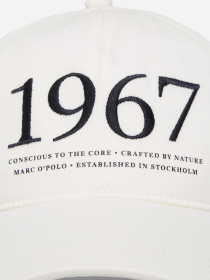 1967
CONSCIOUS TO THE CORE • CRAFTED BY NATURE
MARC O'POLO • ESTABLISHED IN STOCKHOLM